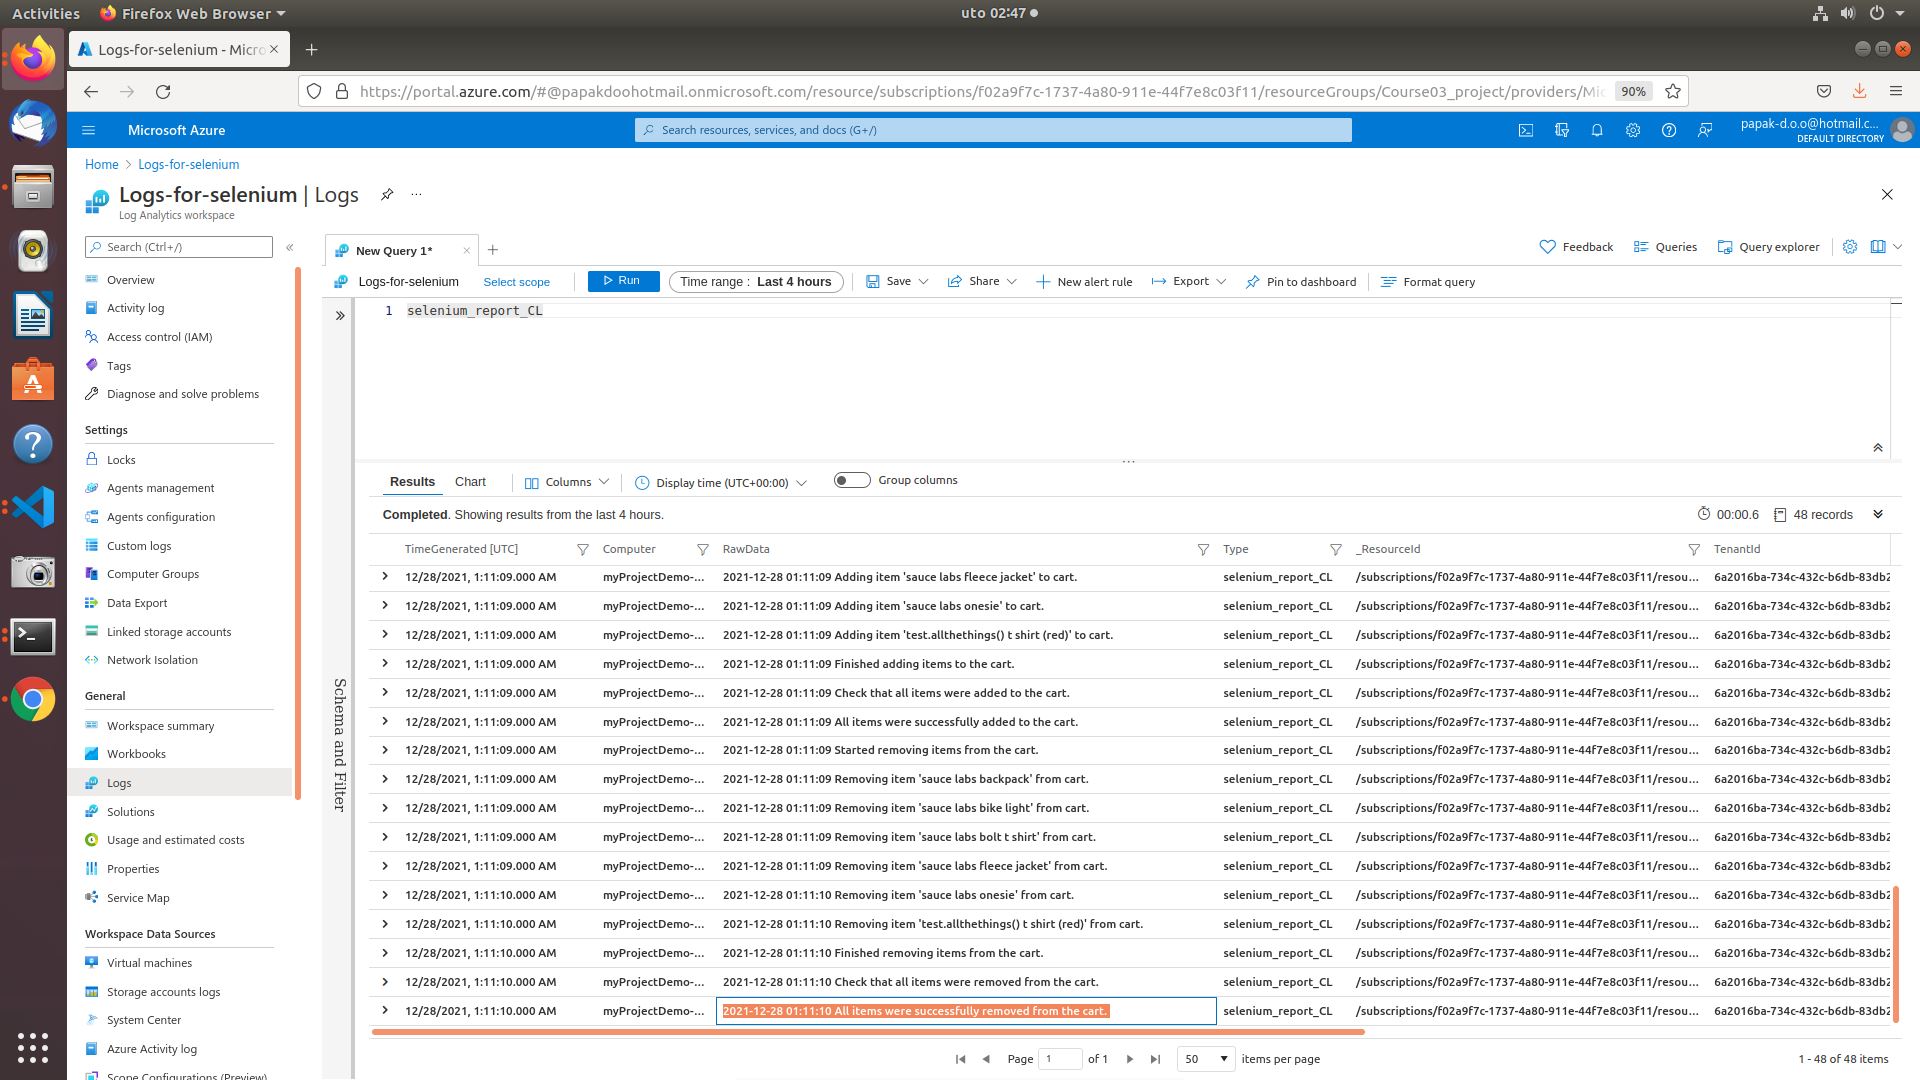 Activities
Firefox Web Browser
uto 02:47
Logs-for-selenium - Micro
https://portal.azure.com/#@papakdoohotmail.onmicrosoft.com/resource/subscriptions/f02a9f7c-1737-4a80-911e-44f7e8c03f11/resourceGroups/Course03_project/providers/Mic
90%
Microsoft Azure
Search resources, services, and docs (G+/)
papak-d.o.o@hotmail.c...
DEFAULT DIRECTORY
Home > Logs-for-selenium
Logs-for-selenium | Logs
Log Analytics workspace
Search (Ctrl+/)
Overview
Activity log
Access control (IAM)
Tags
Diagnose and solve problems
Settings
Locks
Agents management
Agents configuration
Custom logs
Computer Groups
Data Export
Linked storage accounts
Network Isolation
General
Workspace summary
Workbooks
Logs
Solutions
Usage and estimated costs
Properties
Service Map
Workspace Data Sources
Virtual machines
Storage accounts logs
System Center
Azure Activity log
Scope Configurations (Preview)
New Query 1*
Feedback
Queries
Query explorer
Logs-for-selenium
Select scope
Run
Time range : Last 4 hours
Save
Share
New alert rule
Export
Pin to dashboard
Format query
1 selenium_report_CL
Schema and Filter
Results
Chart
Columns
Display time (UTC+00:00)
Group columns
Completed. Showing results from the last 4 hours.
00:00.6
48 records
TimeGenerated [UTC] Computer RawData Type _ResourceId TenantId
12/28/2021, 1:11:09.000 AM myProjectDemo-... 2021-12-28 01:11:09 Adding item 'sauce labs fleece jacket' to cart. selenium_report_CL /subscriptions/f02a9f7c-1737-4a80-911e-44f7e8c03f11/resou... 6a2016ba-734c-432c-b6db-83db2
12/28/2021, 1:11:09.000 AM myProjectDemo-... 2021-12-28 01:11:09 Adding item 'sauce labs onesie' to cart. selenium_report_CL /subscriptions/f02a9f7c-1737-4a80-911e-44f7e8c03f11/resou... 6a2016ba-734c-432c-b6db-83db2
12/28/2021, 1:11:09.000 AM myProjectDemo-... 2021-12-28 01:11:09 Adding item 'test.allthethings() t shirt (red)' to cart. selenium_report_CL /subscriptions/f02a9f7c-1737-4a80-911e-44f7e8c03f11/resou... 6a2016ba-734c-432c-b6db-83db2
12/28/2021, 1:11:09.000 AM myProjectDemo-... 2021-12-28 01:11:09 Finished adding items to the cart. selenium_report_CL /subscriptions/f02a9f7c-1737-4a80-911e-44f7e8c03f11/resou... 6a2016ba-734c-432c-b6db-83db2
12/28/2021, 1:11:09.000 AM myProjectDemo-... 2021-12-28 01:11:09 Check that all items were added to the cart. selenium_report_CL /subscriptions/f02a9f7c-1737-4a80-911e-44f7e8c03f11/resou... 6a2016ba-734c-432c-b6db-83db2
12/28/2021, 1:11:09.000 AM myProjectDemo-... 2021-12-28 01:11:09 All items were successfully added to the cart. selenium_report_CL /subscriptions/f02a9f7c-1737-4a80-911e-44f7e8c03f11/resou... 6a2016ba-734c-432c-b6db-83db2
12/28/2021, 1:11:09.000 AM myProjectDemo-... 2021-12-28 01:11:09 Started removing items from the cart. selenium_report_CL /subscriptions/f02a9f7c-1737-4a80-911e-44f7e8c03f11/resou... 6a2016ba-734c-432c-b6db-83db2
12/28/2021, 1:11:09.000 AM myProjectDemo-... 2021-12-28 01:11:09 Removing item 'sauce labs backpack' from cart. selenium_report_CL /subscriptions/f02a9f7c-1737-4a80-911e-44f7e8c03f11/resou... 6a2016ba-734c-432c-b6db-83db2
12/28/2021, 1:11:09.000 AM myProjectDemo-... 2021-12-28 01:11:09 Removing item 'sauce labs bike light' from cart. selenium_report_CL /subscriptions/f02a9f7c-1737-4a80-911e-44f7e8c03f11/resou... 6a2016ba-734c-432c-b6db-83db2
12/28/2021, 1:11:09.000 AM myProjectDemo-... 2021-12-28 01:11:09 Removing item 'sauce labs bolt t shirt' from cart. selenium_report_CL /subscriptions/f02a9f7c-1737-4a80-911e-44f7e8c03f11/resou... 6a2016ba-734c-432c-b6db-83db2
12/28/2021, 1:11:09.000 AM myProjectDemo-... 2021-12-28 01:11:09 Removing item 'sauce labs fleece jacket' from cart. selenium_report_CL /subscriptions/f02a9f7c-1737-4a80-911e-44f7e8c03f11/resou... 6a2016ba-734c-432c-b6db-83db2
12/28/2021, 1:11:10.000 AM myProjectDemo-... 2021-12-28 01:11:10 Removing item 'sauce labs onesie' from cart. selenium_report_CL /subscriptions/f02a9f7c-1737-4a80-911e-44f7e8c03f11/resou... 6a2016ba-734c-432c-b6db-83db2
12/28/2021, 1:11:10.000 AM myProjectDemo-... 2021-12-28 01:11:10 Removing item 'test.allthethings() t shirt (red)' from cart. selenium_report_CL /subscriptions/f02a9f7c-1737-4a80-911e-44f7e8c03f11/resou... 6a2016ba-734c-432c-b6db-83db2
12/28/2021, 1:11:10.000 AM myProjectDemo-... 2021-12-28 01:11:10 Finished removing items from the cart. selenium_report_CL /subscriptions/f02a9f7c-1737-4a80-911e-44f7e8c03f11/resou... 6a2016ba-734c-432c-b6db-83db2
12/28/2021, 1:11:10.000 AM myProjectDemo-... 2021-12-28 01:11:10 Check that all items were removed from the cart. selenium_report_CL /subscriptions/f02a9f7c-1737-4a80-911e-44f7e8c03f11/resou... 6a2016ba-734c-432c-b6db-83db2
12/28/2021, 1:11:10.000 AM myProjectDemo-... 2021-12-28 01:11:10 All items were successfully removed from the cart. selenium_report_CL /subscriptions/f02a9f7c-1737-4a80-911e-44f7e8c03f11/resou... 6a2016ba-734c-432c-b6db-83db2
Page 1 of 1
50
items per page
1 - 48 of 48 items